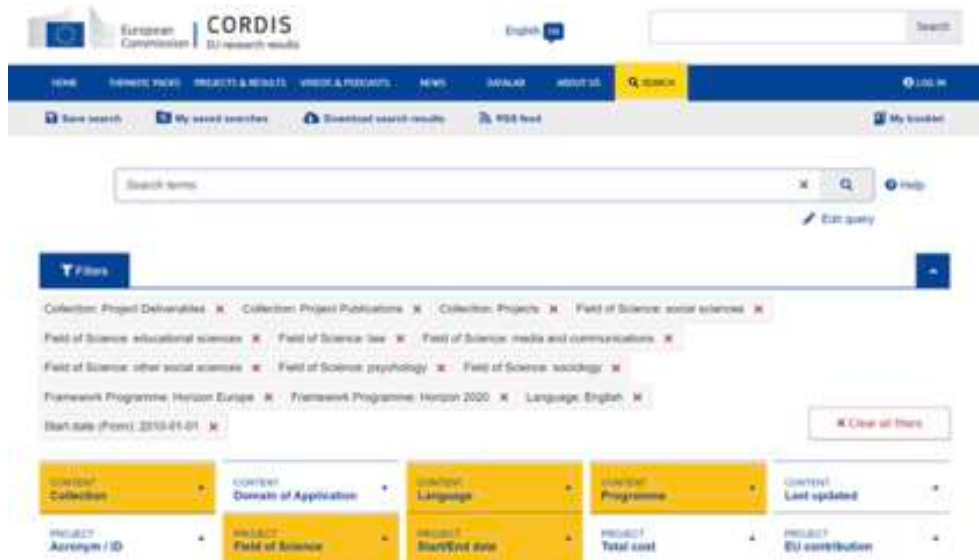 European Commission
CORDIS
EU research results
English EN
Search
HOME THEMATIC PACKS PROJECTS & RESULTS VIDEOS & PODCASTS NEWS DATALAB ABOUT US SEARCH LOG IN
Save search My saved searches Download search results RSS feed My booklet
Search terms × Help
Edit query
Filters
Collection: Project Deliverables × Collection: Project Publications × Collection: Projects × Field of Science: social sciences ×
Field of Science: educational sciences × Field of Science: law × Field of Science: media and communications ×
Field of Science: other social sciences × Field of Science: psychology × Field of Science: sociology ×
Framework Programme: Horizon Europe × Framework Programme: Horizon 2020 × Language: English ×
Start date (From): 2010-01-01 × × Clear all filters
CONTENT CONTENT CONTENT CONTENT CONTENT
Collection Domain of Application Language Programme Last updated
PROJECT PROJECT PROJECT PROJECT PROJECT
Acronym / ID Field of Science Start/End date Total cost EU contribution